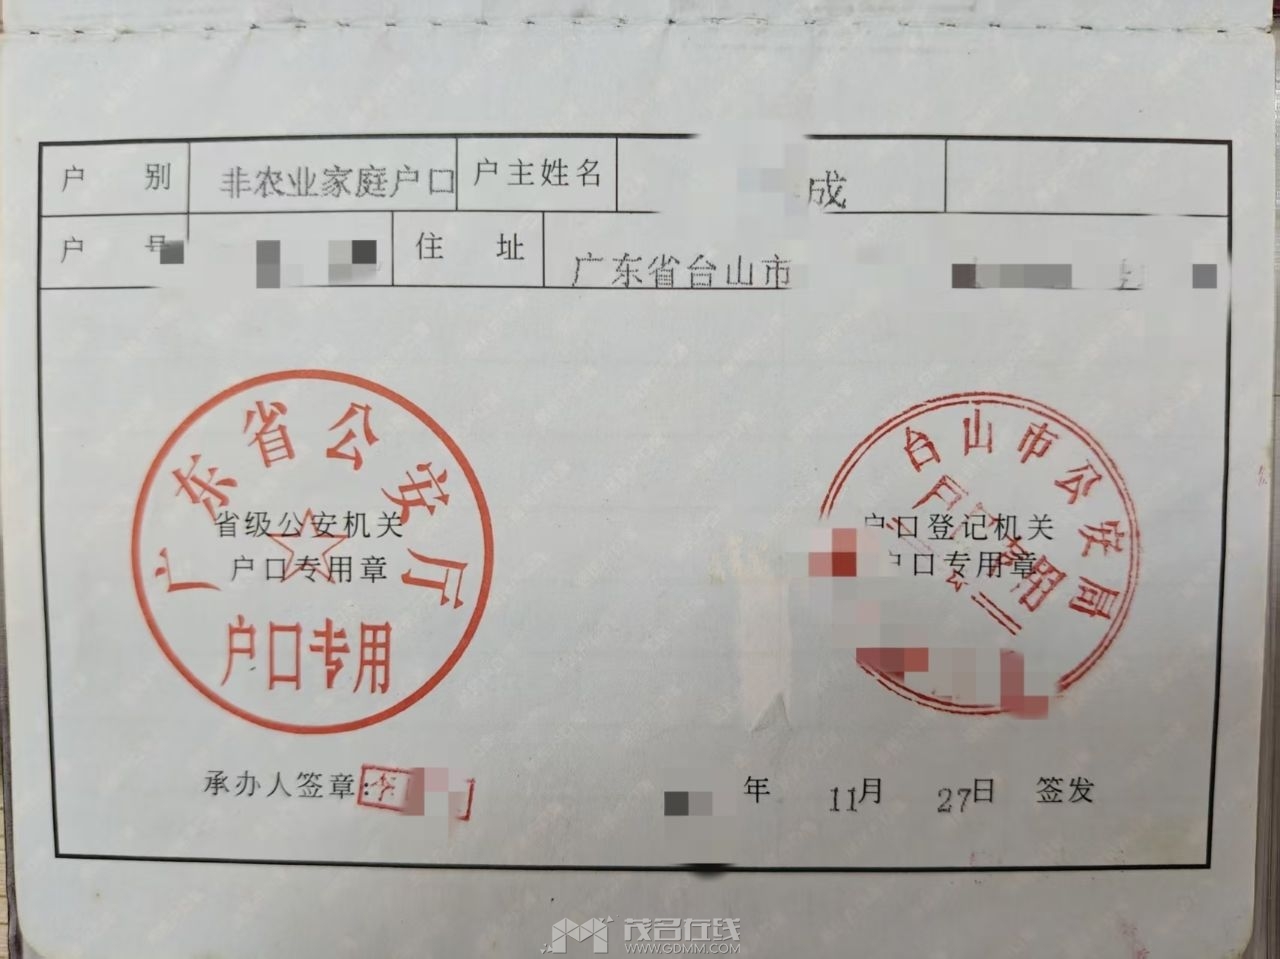 户 别 非农业家庭户口 户主姓名 成
户 号 住 址 广东省台山市
广东省公安厅
省级公安机关
户口专用章
户口专用
台山市公安局
户口登记机关
户口专用章
承办人签章:
年 11月 27日 签发
茂名在线
WWW.GDMM.COM